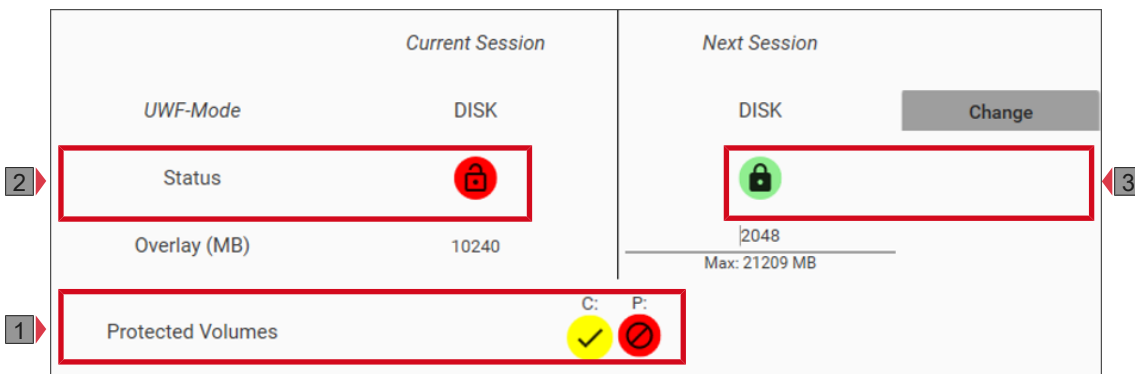 Current Session Next Session
UWF-Mode DISK DISK Change
2 Status 3
Overlay (MB) 10240 2048
Max: 21209 MB
C: P:
1 Protected Volumes